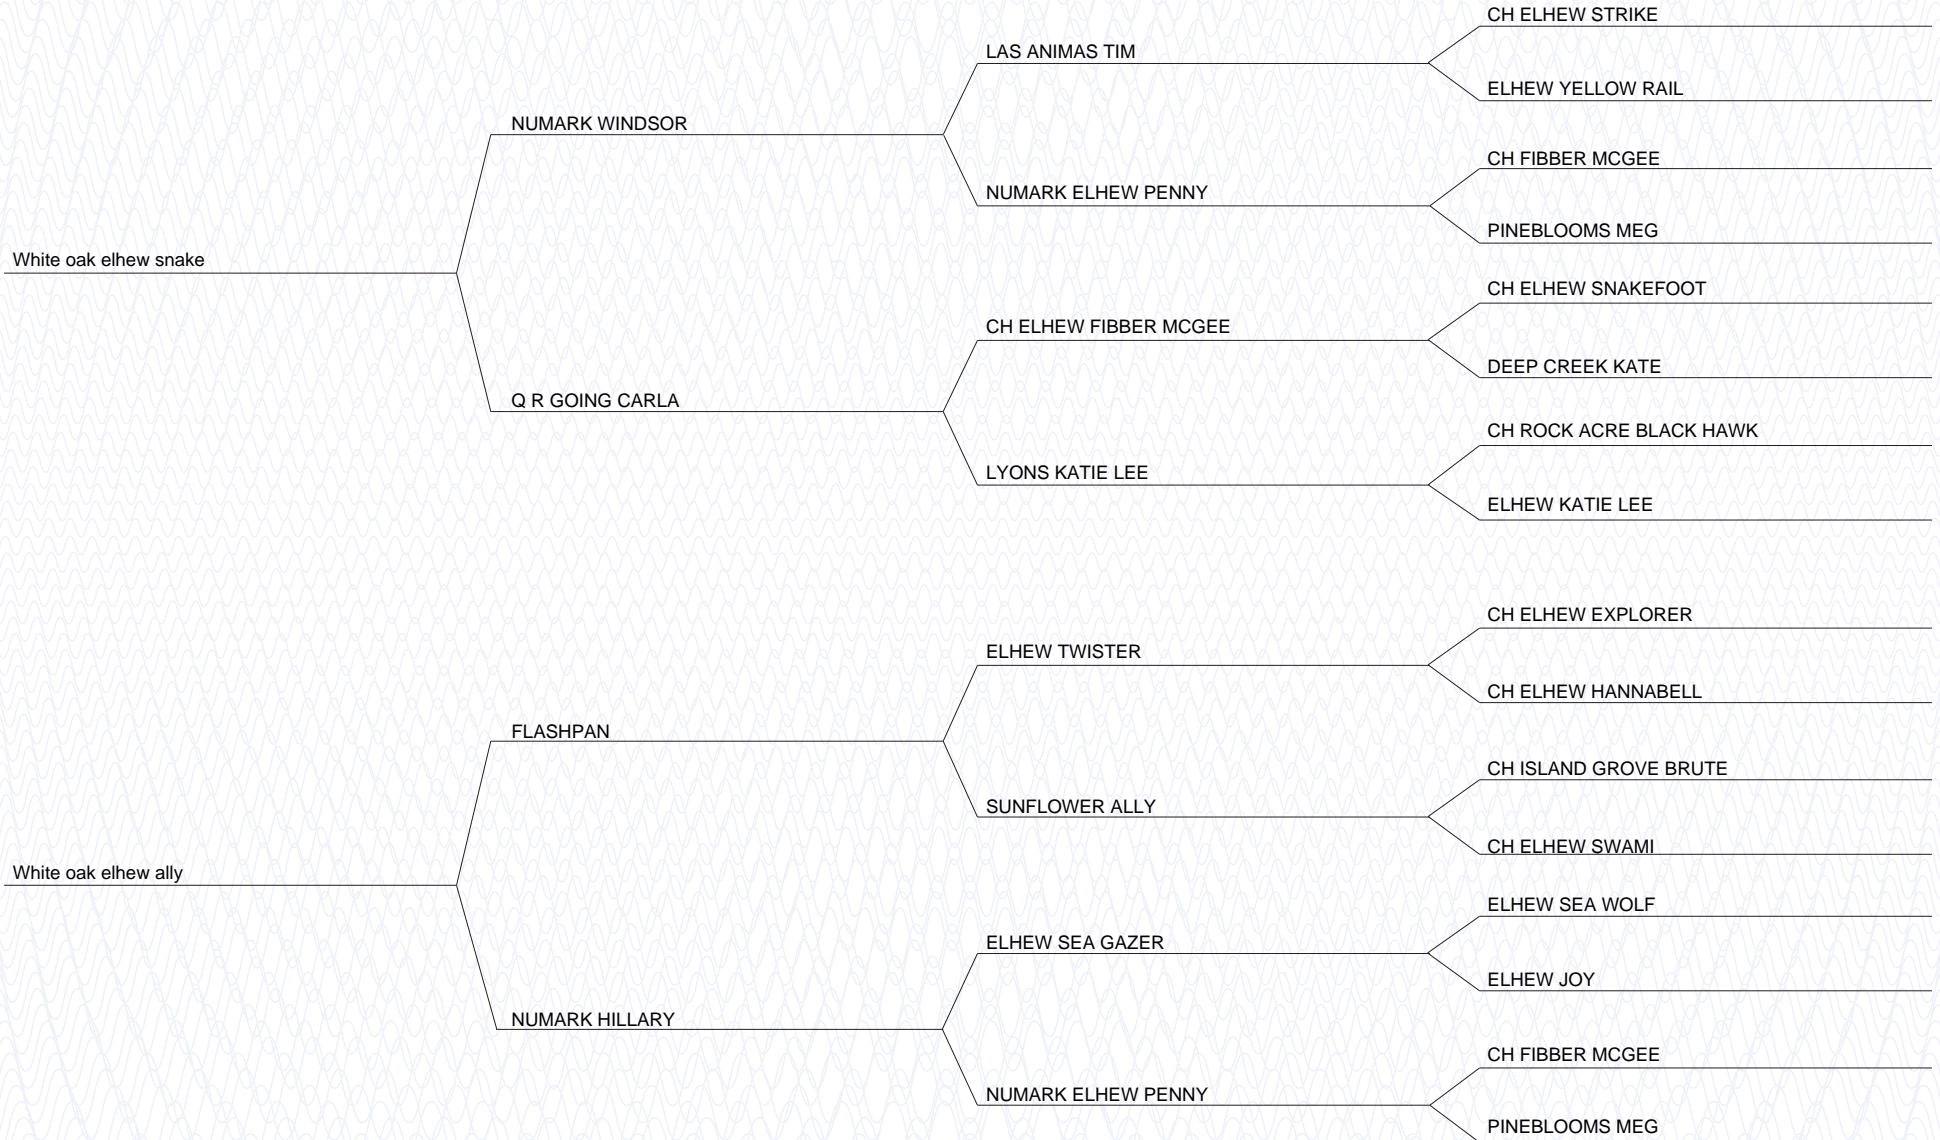 CH ELHEW STRIKE
LAS ANIMAS TIM
ELHEW YELLOW RAIL
NUMARK WINDSOR
CH FIBBER MCGEE
NUMARK ELHEW PENNY
PINEBLOOMS MEG
White oak elhew snake
CH ELHEW SNAKEFOOT
CH ELHEW FIBBER MCGEE
DEEP CREEK KATE
Q R GOING CARLA
CH ROCK ACRE BLACK HAWK
LYONS KATIE LEE
ELHEW KATIE LEE
CH ELHEW EXPLORER
ELHEW TWISTER
CH ELHEW HANNABELL
FLASHPAN
CH ISLAND GROVE BRUTE
SUNFLOWER ALLY
CH ELHEW SWAMI
White oak elhew ally
ELHEW SEA WOLF
ELHEW SEA GAZER
ELHEW JOY
NUMARK HILLARY
CH FIBBER MCGEE
NUMARK ELHEW PENNY
PINEBLOOMS MEG